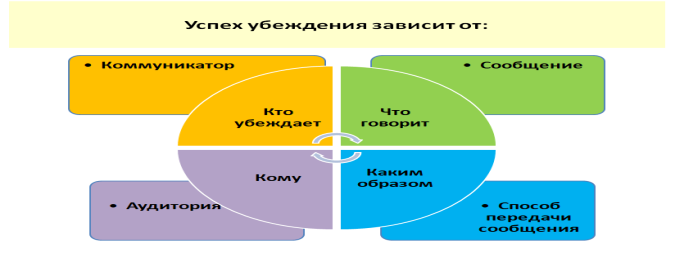 Успех убеждения зависит от:
• Коммуникатор
• Сообщение
Кто
убеждает
Что
говорит
Кому
Каким
образом
• Аудитория
• Способ
передачи
сообщения